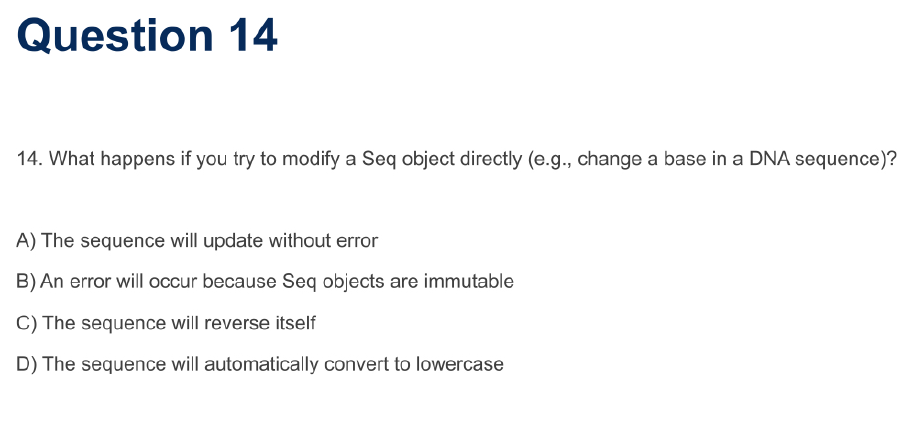 Question 14
14. What happens if you try to modify a Seq object directly (e.g., change a base in a DNA sequence)?
A) The sequence will update without error
B) An error will occur because Seq objects are immutable
C) The sequence will reverse itself
D) The sequence will automatically convert to lowercase